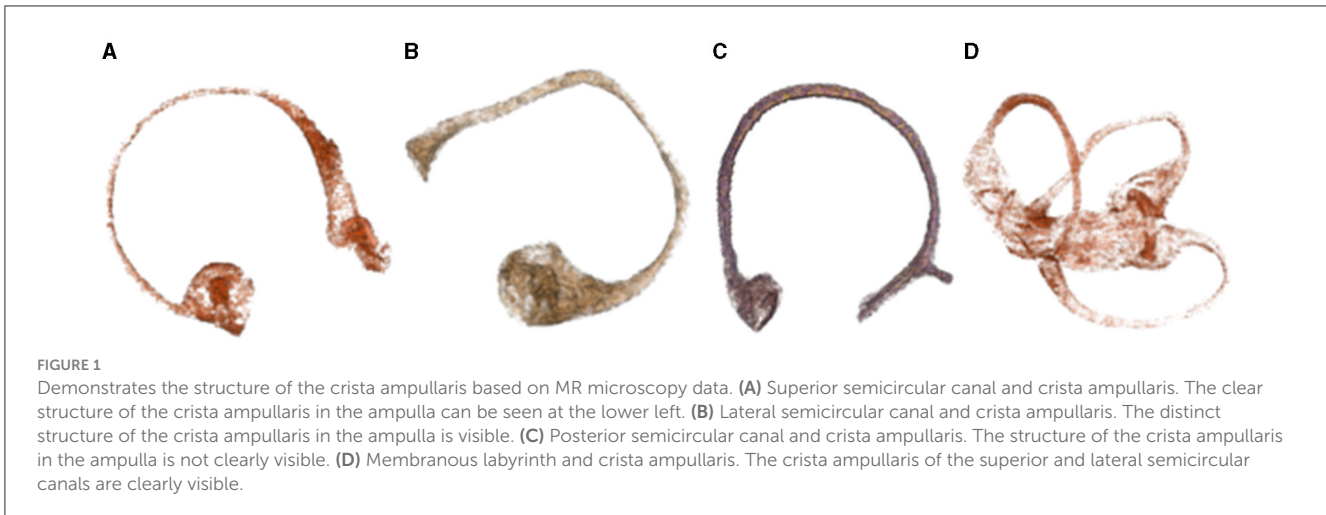 A B C D
FIGURE 1
Demonstrates the structure of the crista ampullaris based on MR microscopy data. (A) Superior semicircular canal and crista ampullaris. The clear
structure of the crista ampullaris in the ampulla can be seen at the lower left. (B) Lateral semicircular canal and crista ampullaris. The distinct
structure of the crista ampullaris in the ampulla is visible. (C) Posterior semicircular canal and crista ampullaris. The structure of the crista ampullaris
in the ampulla is not clearly visible. (D) Membranous labyrinth and crista ampullaris. The crista ampullaris of the superior and lateral semicircular
canals are clearly visible.